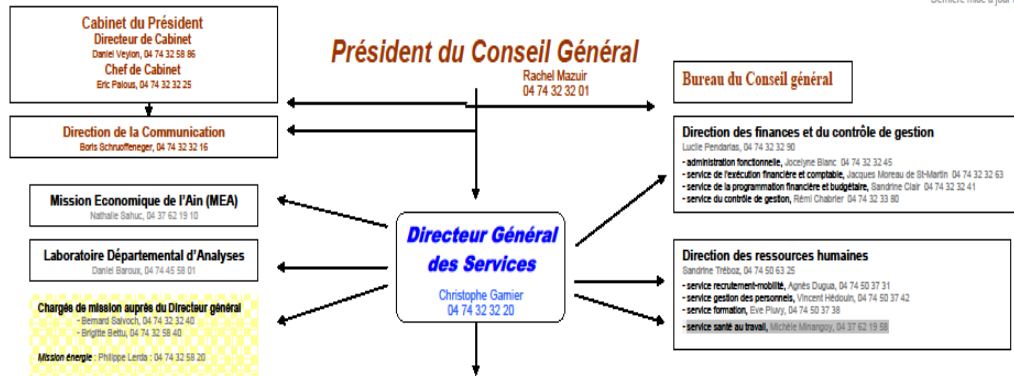 Dernière mise à jour
Cabinet du Président
Directeur de Cabinet
Daniel Veylon, 04 74 32 58 86
Chef de Cabinet
Eric Palous, 04 74 32 32 25
Direction de la Communication
Boris Schruoffeneger, 04 74 32 32 16
Président du Conseil Général
Rachel Mazuir
04 74 32 32 01
Bureau du Conseil général
Mission Economique de l'Ain (MEA)
Nathalie Sahuc, 04 37 62 19 10
Laboratoire Départemental d'Analyses
Daniel Baroux, 04 74 45 58 01
Chargés de mission auprès du Directeur général
- Bernard Salvoch, 04 74 32 32 40
- Brigitte Bettu, 04 74 32 58 40
Mission énergie : Philippe Lerda : 04 74 32 58 20
Directeur Général
des Services
Christophe Garnier
04 74 32 32 20
Direction des finances et du contrôle de gestion
Lucile Pendarias, 04 74 32 32 90
- administration fonctionnelle, Jocelyne Blanc 04 74 32 32 45
- service de l'exécution financière et comptable, Jacques Moreau de St-Martin 04 74 32 32 63
- service de la programmation financière et budgétaire, Sandrine Clair 04 74 32 32 41
- service du contrôle de gestion, Rémi Chabrier 04 74 32 33 80
Direction des ressources humaines
Sandrine Tréboz, 04 74 50 63 25
- service recrutement-mobilité, Agnès Dugua, 04 74 50 37 31
- service gestion des personnels, Vincent Hédouin, 04 74 50 37 42
- service formation, Eve Pluvy, 04 74 50 37 38
- service santé au travail, Michèle Minangoy, 04 37 62 19 58